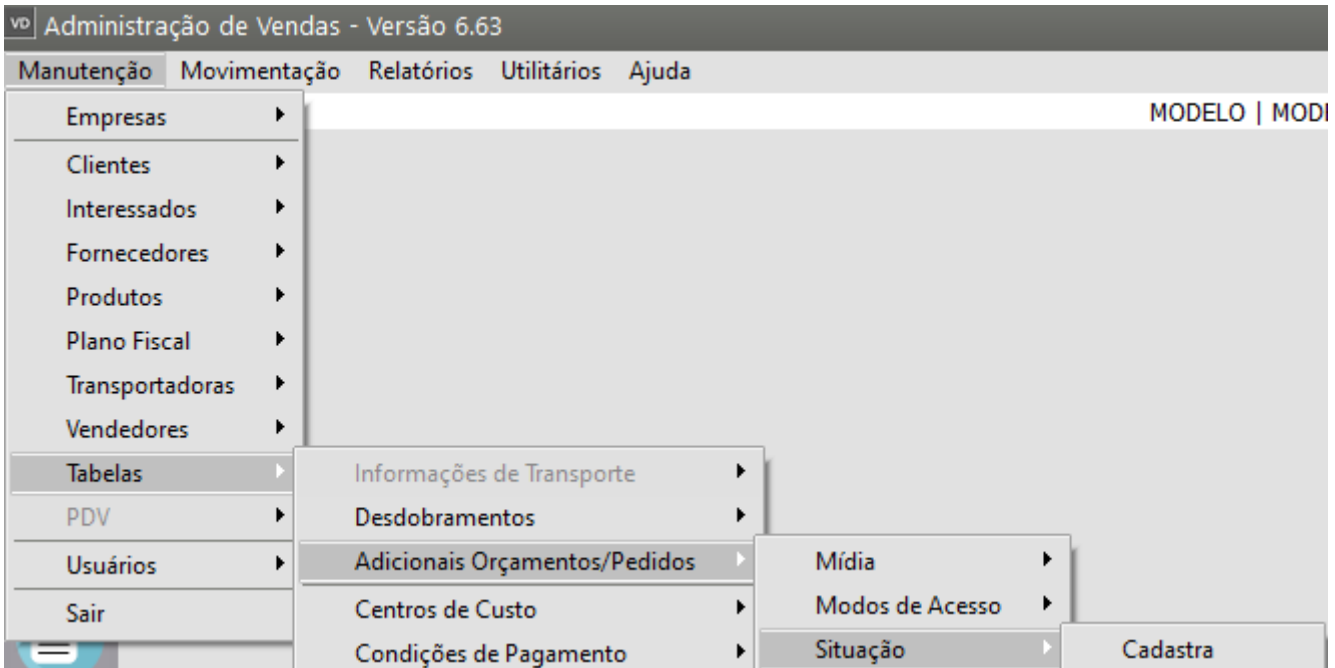 VD Administração de Vendas - Versão 6.63
Manutenção Movimentação Relatórios Utilitários Ajuda
MODELO | MOD
Empresas
Clientes
Interessados
Fornecedores
Produtos
Plano Fiscal
Transportadoras
Vendedores
Tabelas
PDV
Usuários
Sair
Informações de Transporte
Desdobramentos
Adicionais Orçamentos/Pedidos
Centros de Custo
Condições de Pagamento
Mídia
Modos de Acesso
Situação
Cadastra